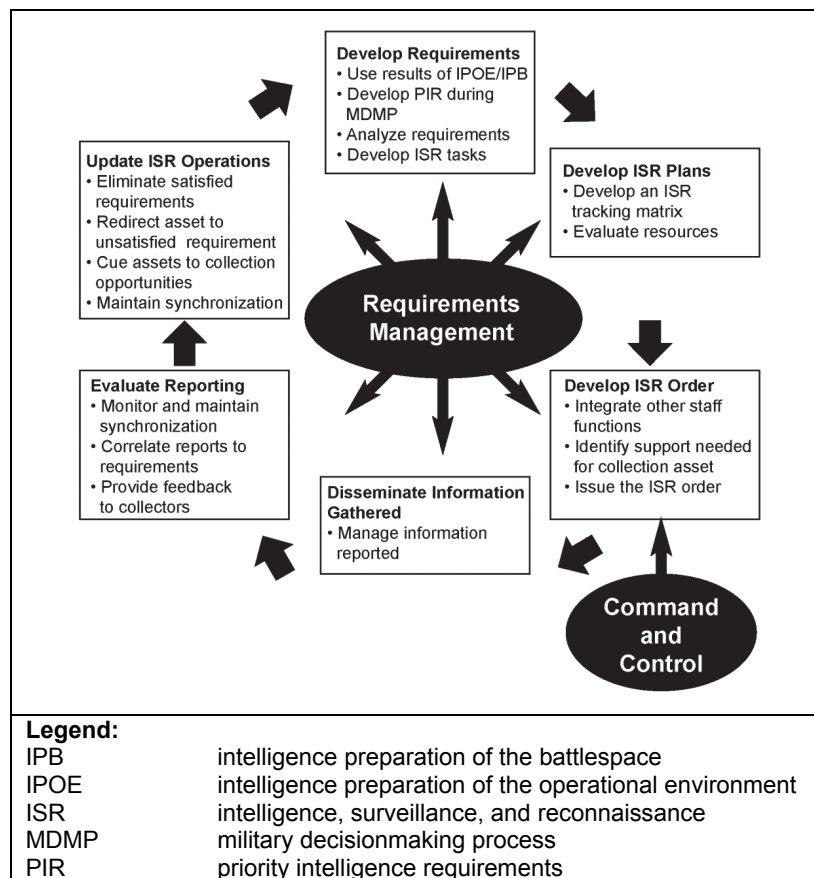 Develop Requirements
• Use results of IPOE/IPB
• Develop PIR during
MDMP
• Analyze requirements
• Develop ISR tasks
Develop ISR Plans
• Develop an ISR
tracking matrix
• Evaluate resources
Develop ISR Order
• Integrate other staff
functions
• Identify support needed
for collection asset
• Issue the ISR order
Disseminate Information
Gathered
• Manage information
reported
Evaluate Reporting
• Monitor and maintain
synchronization
• Correlate reports to
requirements
• Provide feedback
to collectors
Update ISR Operations
• Eliminate satisfied
requirements
• Redirect asset to
unsatisfied requirement
• Cue assets to collection
opportunities
• Maintain synchronization
Requirements
Management
Command
and
Control
Legend:
IPB intelligence preparation of the battlespace
IPOE intelligence preparation of the operational environment
ISR intelligence, surveillance, and reconnaissance
MDMP military decisionmaking process
PIR priority intelligence requirements